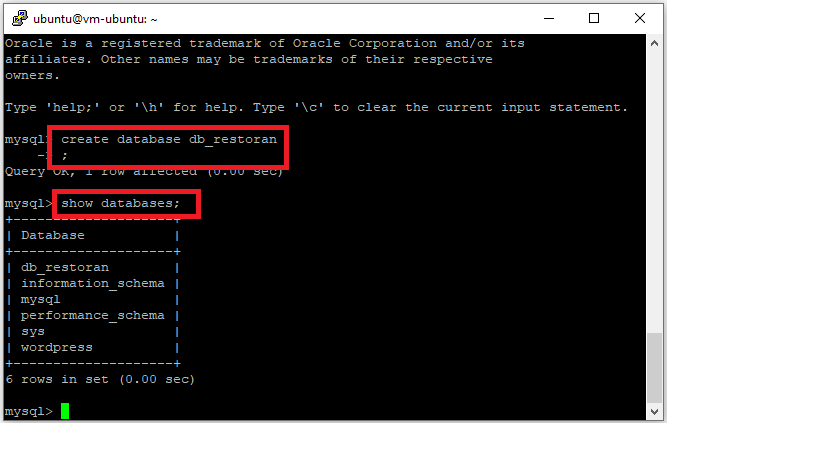 ubuntu@vm-ubuntu: ~
Oracle is a registered trademark of Oracle Corporation and/or its
affiliates. Other names may be trademarks of their respective
owners.
Type 'help;' or '\h' for help. Type '\c' to clear the current input statement.
mysql> create database db_restoran
    -> ;
Query OK, 1 row affected (0.00 sec)
mysql> show databases;
+--------------------+
| Database           |
+--------------------+
| db_restoran        |
| information_schema |
| mysql              |
| performance_schema |
| sys                |
| wordpress          |
+--------------------+
6 rows in set (0.00 sec)
mysql>